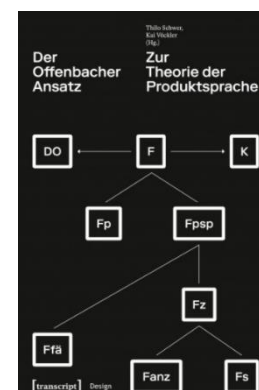 Thilo Schwer,
Kai Vöckler
(Hg.)
Der
Offenbacher
Ansatz
Zur
Theorie der
Produktsprache
DO
F
K
Fp
Fpsp
Fz
Ffä
Fanz
Fs
[transcript] Design